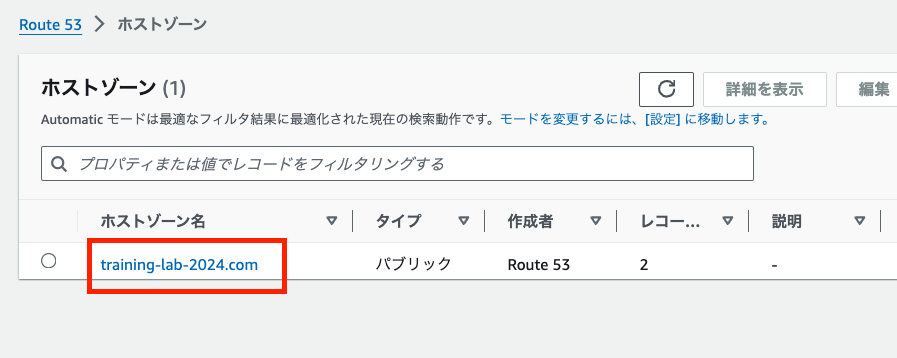 Route 53 > ホストゾーン
ホストゾーン (1)
詳細を表示
編集
Automatic モードは最適なフィルタ結果に最適化された現在の検索動作です。モードを変更するには、[設定] に移動します。
プロパティまたは値でレコードをフィルタリングする
ホストゾーン名 タイプ 作成者 レコー... 説明
training-lab-2024.com パブリック Route 53 2 -